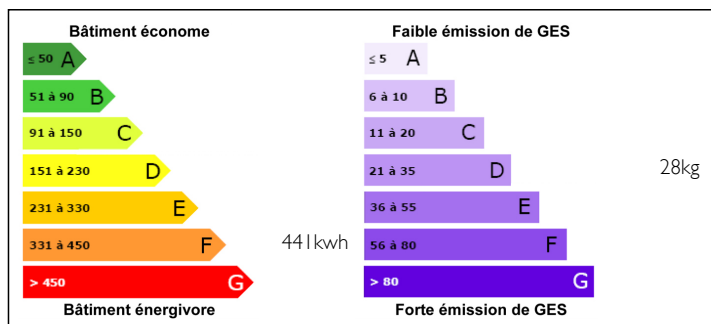 Bâtiment économe
≤ 50 A
51 à 90 B
91 à 150 C
151 à 230 D
231 à 330 E
331 à 450 F
441kwh
> 450 G
Bâtiment énergivore
Faible émission de GES
≤ 5 A
6 à 10 B
11 à 20 C
21 à 35 D
28kg
36 à 55 E
56 à 80 F
> 80 G
Forte émission de GES